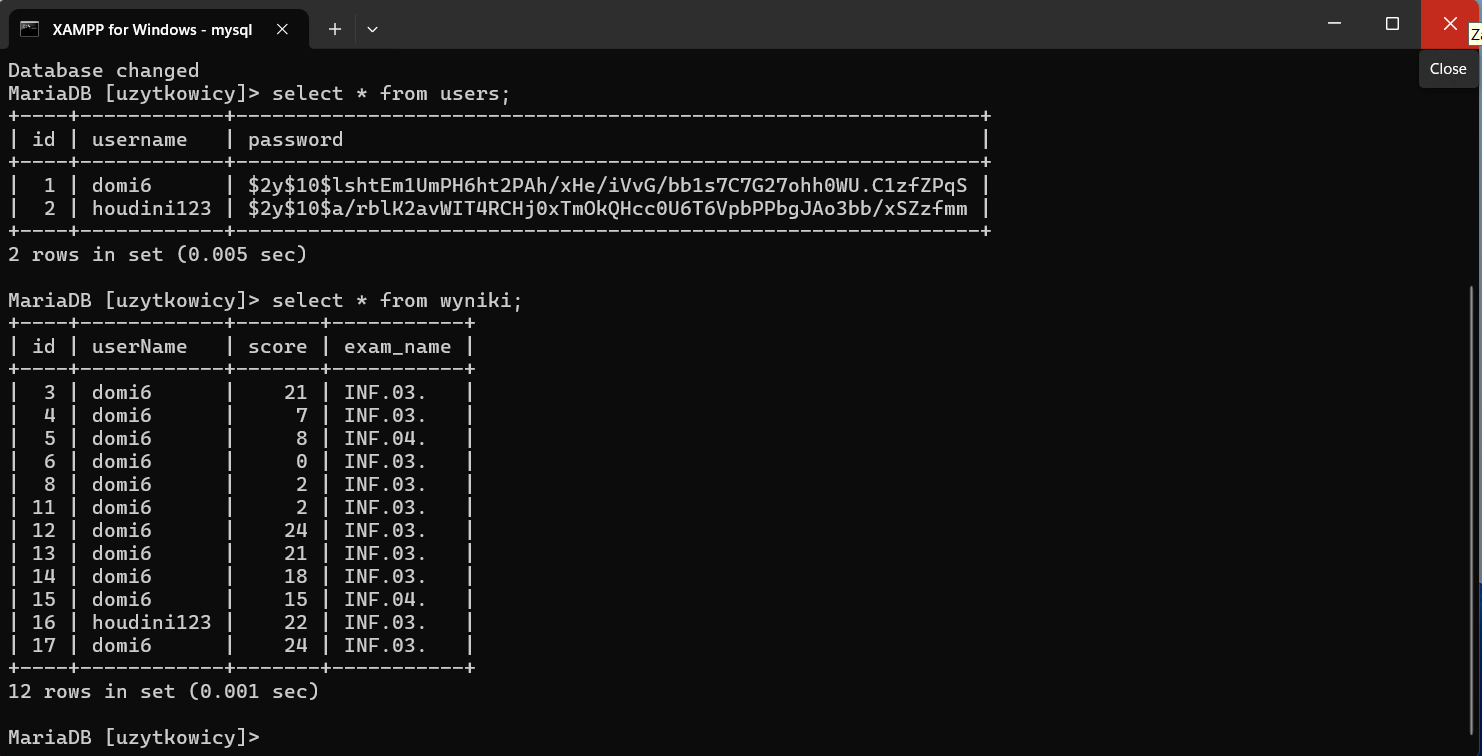 XAMPP for Windows - mysql
Za
Close
Database changed
MariaDB [uzytkowicy]> select * from users;
+----+------------+--------------------------------------------------------------+
| id | username   | password                                                     |
+----+------------+--------------------------------------------------------------+
|  1 | domi6      | $2y$10$lshtEm1UmPH6ht2PAh/xHe/iVvG/bb1s7C7G27ohh0WU.C1zfZPqS |
|  2 | houdini123 | $2y$10$a/rblK2avWIT4RCHj0xTmOkQHcc0U6T6VpbPPbgJAo3bb/xSZzfmm |
+----+------------+--------------------------------------------------------------+
2 rows in set (0.005 sec)
MariaDB [uzytkowicy]> select * from wyniki;
+----+------------+-------+-----------+
| id | userName   | score | exam_name |
+----+------------+-------+-----------+
|  3 | domi6      |    21 | INF.03.   |
|  4 | domi6      |     7 | INF.03.   |
|  5 | domi6      |     8 | INF.04.   |
|  6 | domi6      |     0 | INF.03.   |
|  8 | domi6      |     2 | INF.03.   |
| 11 | domi6      |     2 | INF.03.   |
| 12 | domi6      |    24 | INF.03.   |
| 13 | domi6      |    21 | INF.03.   |
| 14 | domi6      |    18 | INF.03.   |
| 15 | domi6      |    15 | INF.04.   |
| 16 | houdini123 |    22 | INF.03.   |
| 17 | domi6      |    24 | INF.03.   |
+----+------------+-------+-----------+
12 rows in set (0.001 sec)
MariaDB [uzytkowicy]>